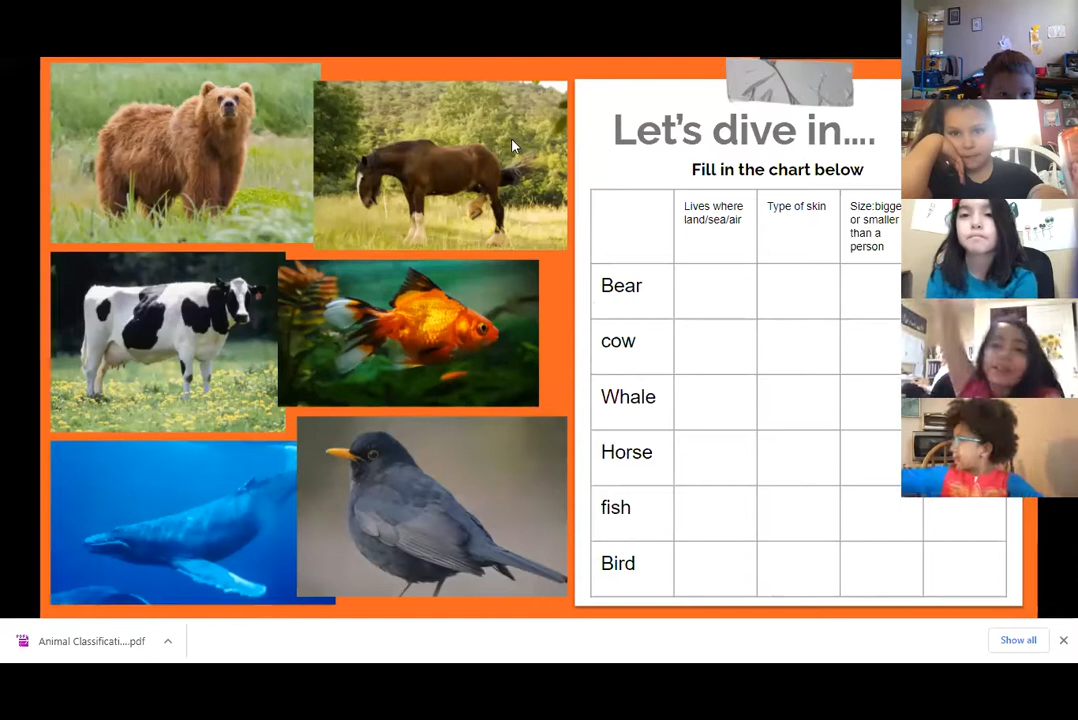 Let's dive in....
Fill in the chart below
Lives where
land/sea/air
Type of skin
Size:bigge
or smaller
than a
person
Bear
cow
Whale
Horse
fish
Bird
Animal Classificati....pdf
Show all